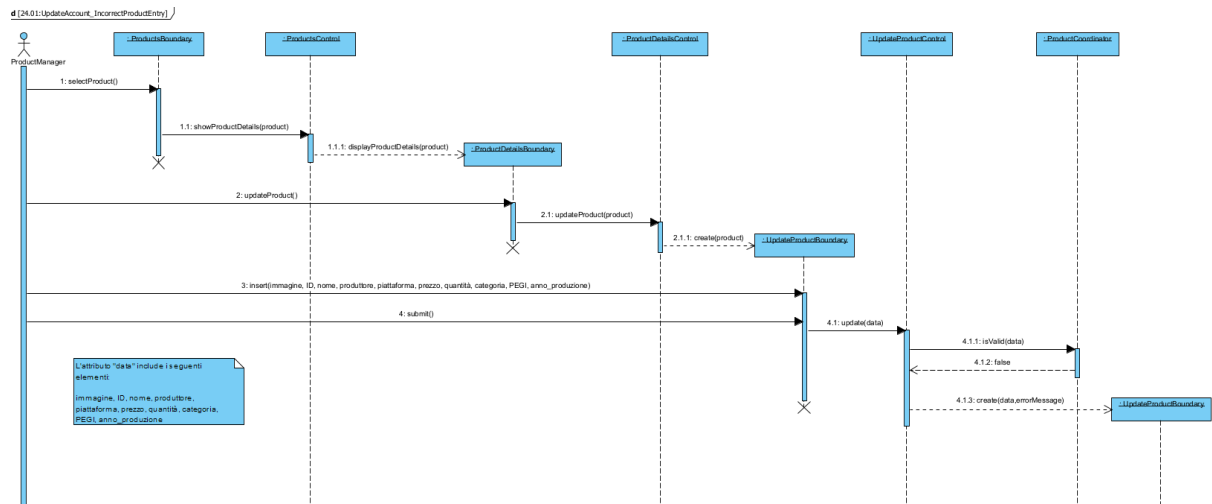 d [24.01:UpdateAccount_IncorrectProductEntry]
ProductManager
: ProductsBoundary
: ProductsControl
: ProductDetailsControl
: UpdateProductControl
: ProductCoordinator
1: selectProduct()
1.1: showProductDetails(product)
1.1.1: displayProductDetails(product)
: ProductDetailsBoundary
2: updateProduct()
2.1: updateProduct(product)
2.1.1: create(product)
: UpdateProductBoundary
3: insert(immagine, ID, nome, produttore, piattaforma, prezzo, quantità, categoria, PEGI, anno_produzione)
4: submit()
4.1: update(data)
4.1.1: isValid(data)
4.1.2: false
4.1.3: create(data,errorMessage)
: UpdateProductBoundary
L'attributo "data" include i seguenti
elementi:
immagine, ID, nome, produttore,
piattaforma, prezzo, quantità, categoria,
PEGI, anno_produzione